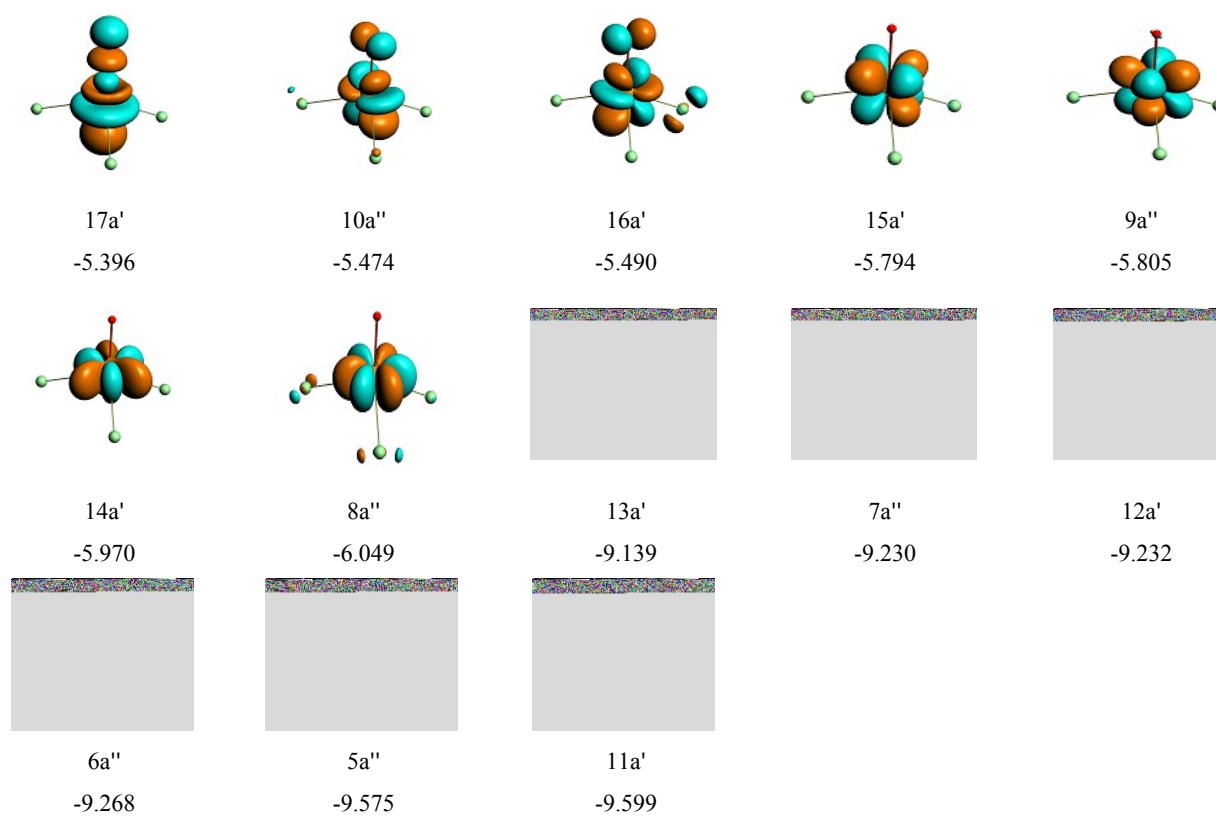 17a' 10a'' 16a' 15a' 9a''
-5.396 -5.474 -5.490 -5.794 -5.805
14a' 8a'' 13a' 7a'' 12a'
-5.970 -6.049 -9.139 -9.230 -9.232
6a'' 5a'' 11a'
-9.268 -9.575 -9.599